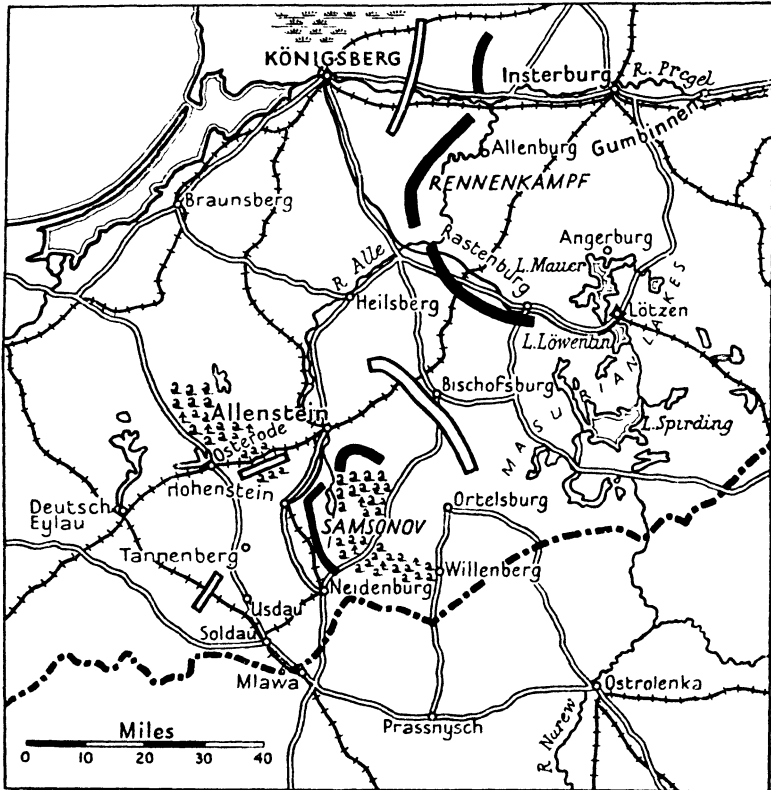 KÖNIGSBERG
Insterburg
R. Pregel
Gumbinnen
Allenburg
RENNENKAMPF
Braunsberg
Rastenburg
Angerburg
L. Mauer
R Alle
Heilsberg
Lötzen
L. Löwentin
MASURIAN LAKES
Bischofsburg
L. Spirding
Allenstein
Osterode
Hohenstein
Deutsch
Eylau
Ortelsburg
SAMSONOV
Tannenberg
Willenberg
Neidenburg
Usdau
Soldau
Mlawa
Ostrolenka
Prassnysch
R. Narew
Miles
0 10 20 30 40